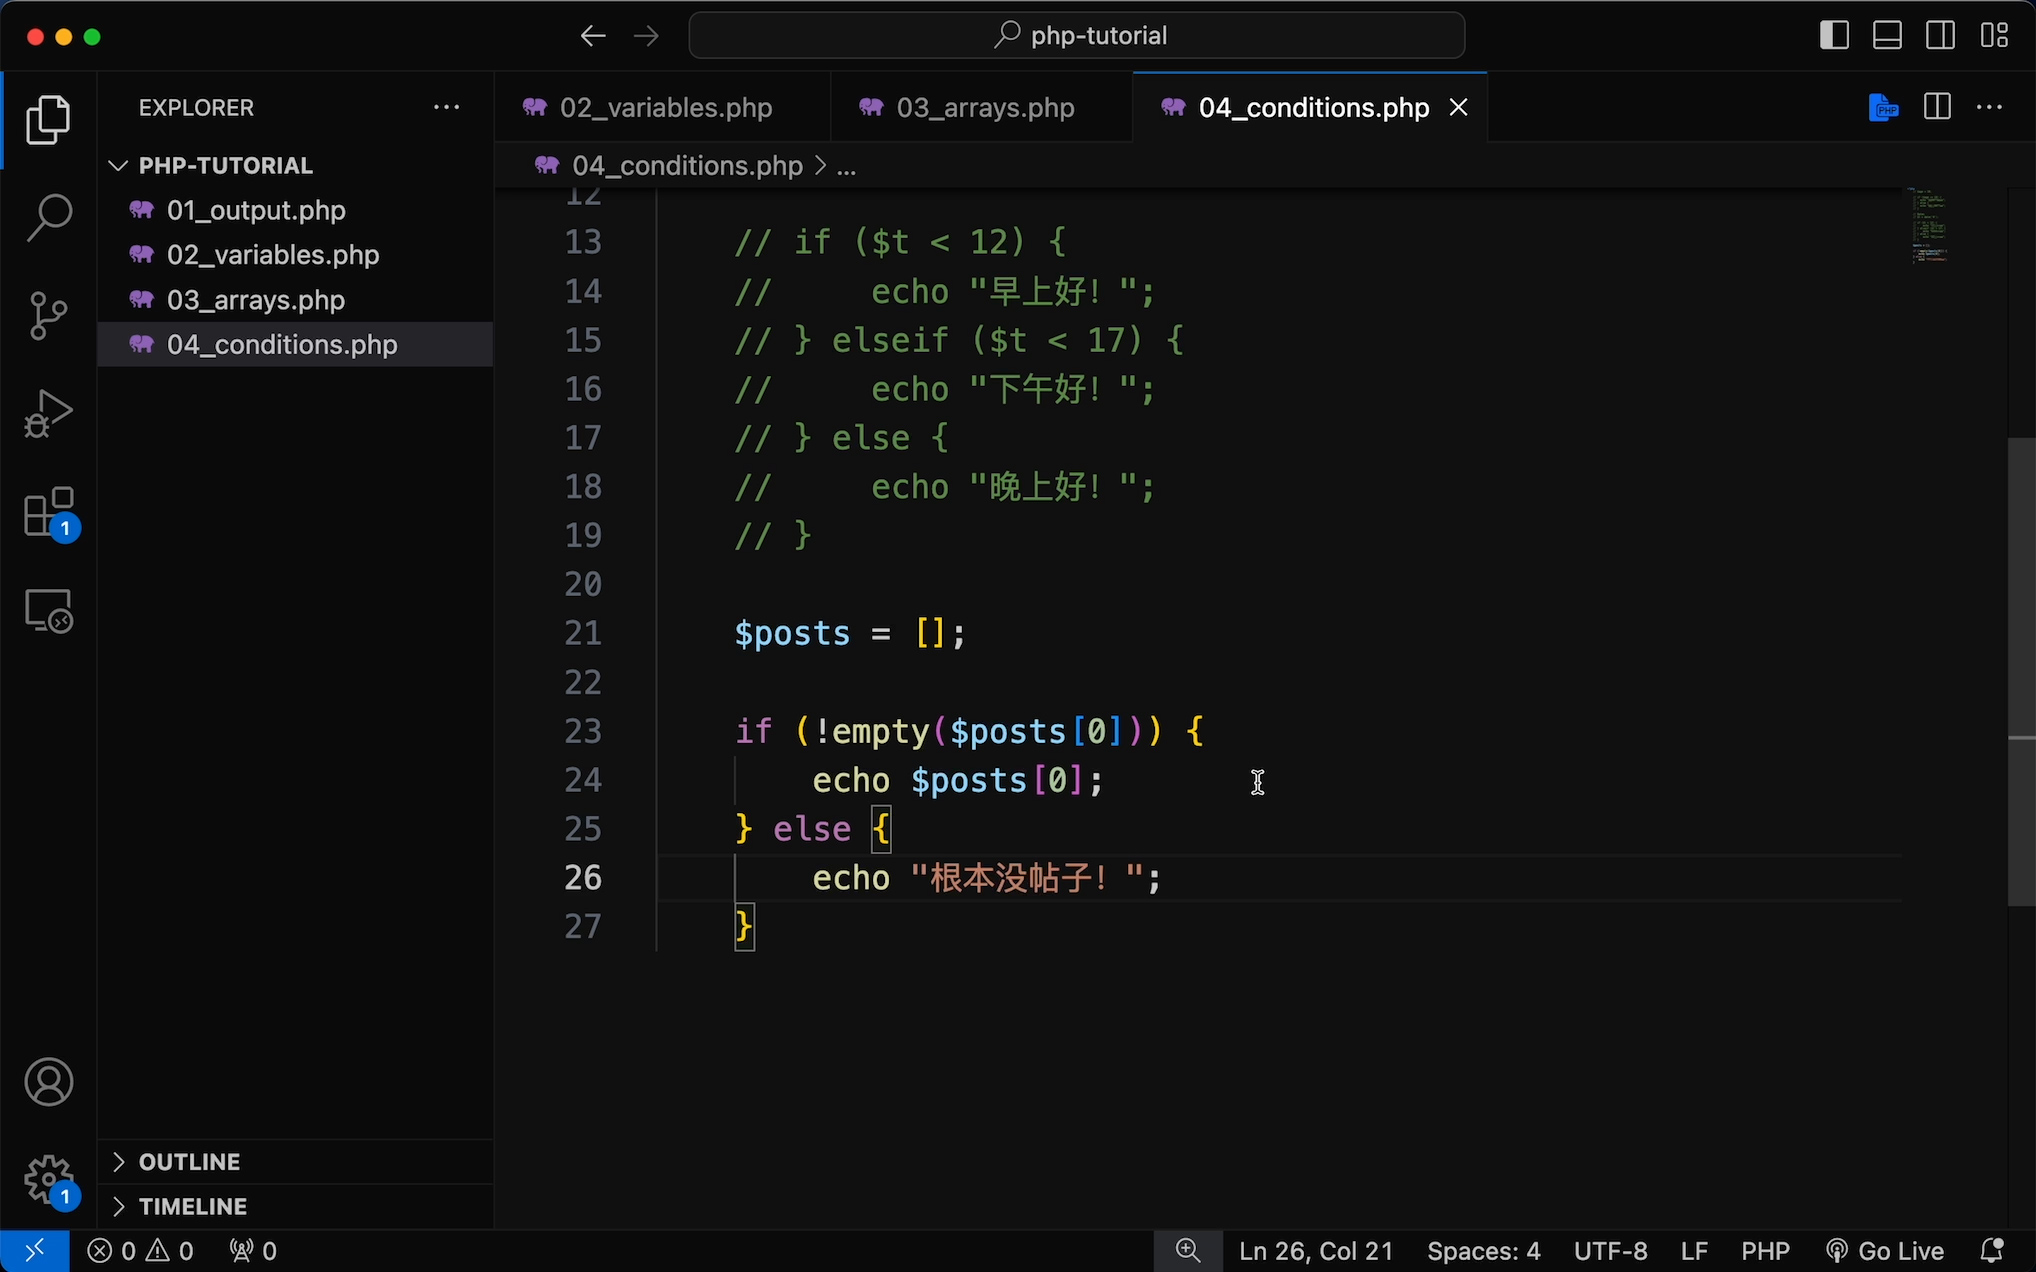 php-tutorial
EXPLORER
PHP-TUTORIAL
01_output.php
02_variables.php
03_arrays.php
04_conditions.php
OUTLINE
TIMELINE
02_variables.php
03_arrays.php
04_conditions.php
04_conditions.php > ...
12
13 // if ($t < 12) {
14 //     echo "早上好！";
15 // } elseif ($t < 17) {
16 //     echo "下午好！";
17 // } else {
18 //     echo "晚上好！";
19 // }
20
21 $posts = [];
22
23 if (!empty($posts[0])) {
24     echo $posts[0];
25 } else {
26     echo "根本没帖子！";
27 }
1
1
0 0 0
Ln 26, Col 21 Spaces: 4 UTF-8 LF PHP Go Live